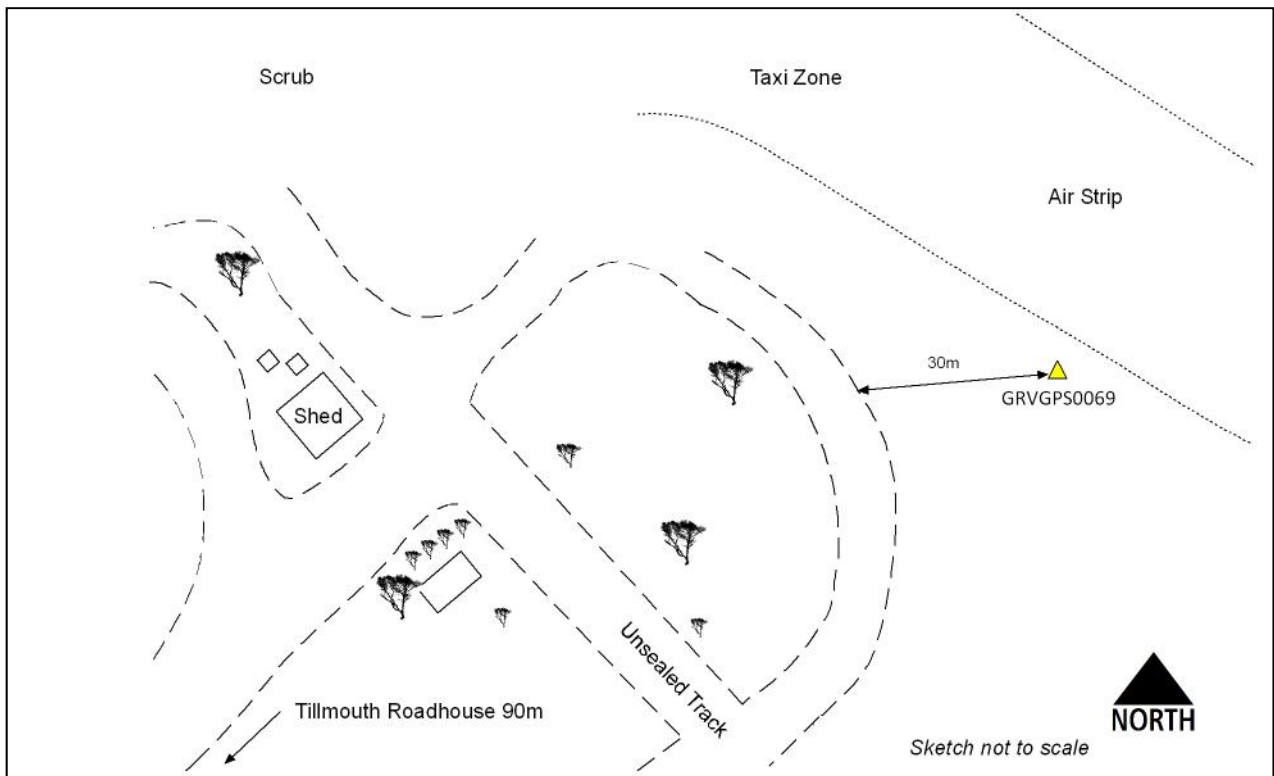 Scrub
Taxi Zone
Air Strip
30m
GRVGPS0069
Shed
Unsealed Track
Tillmouth Roadhouse 90m
NORTH
Sketch not to scale